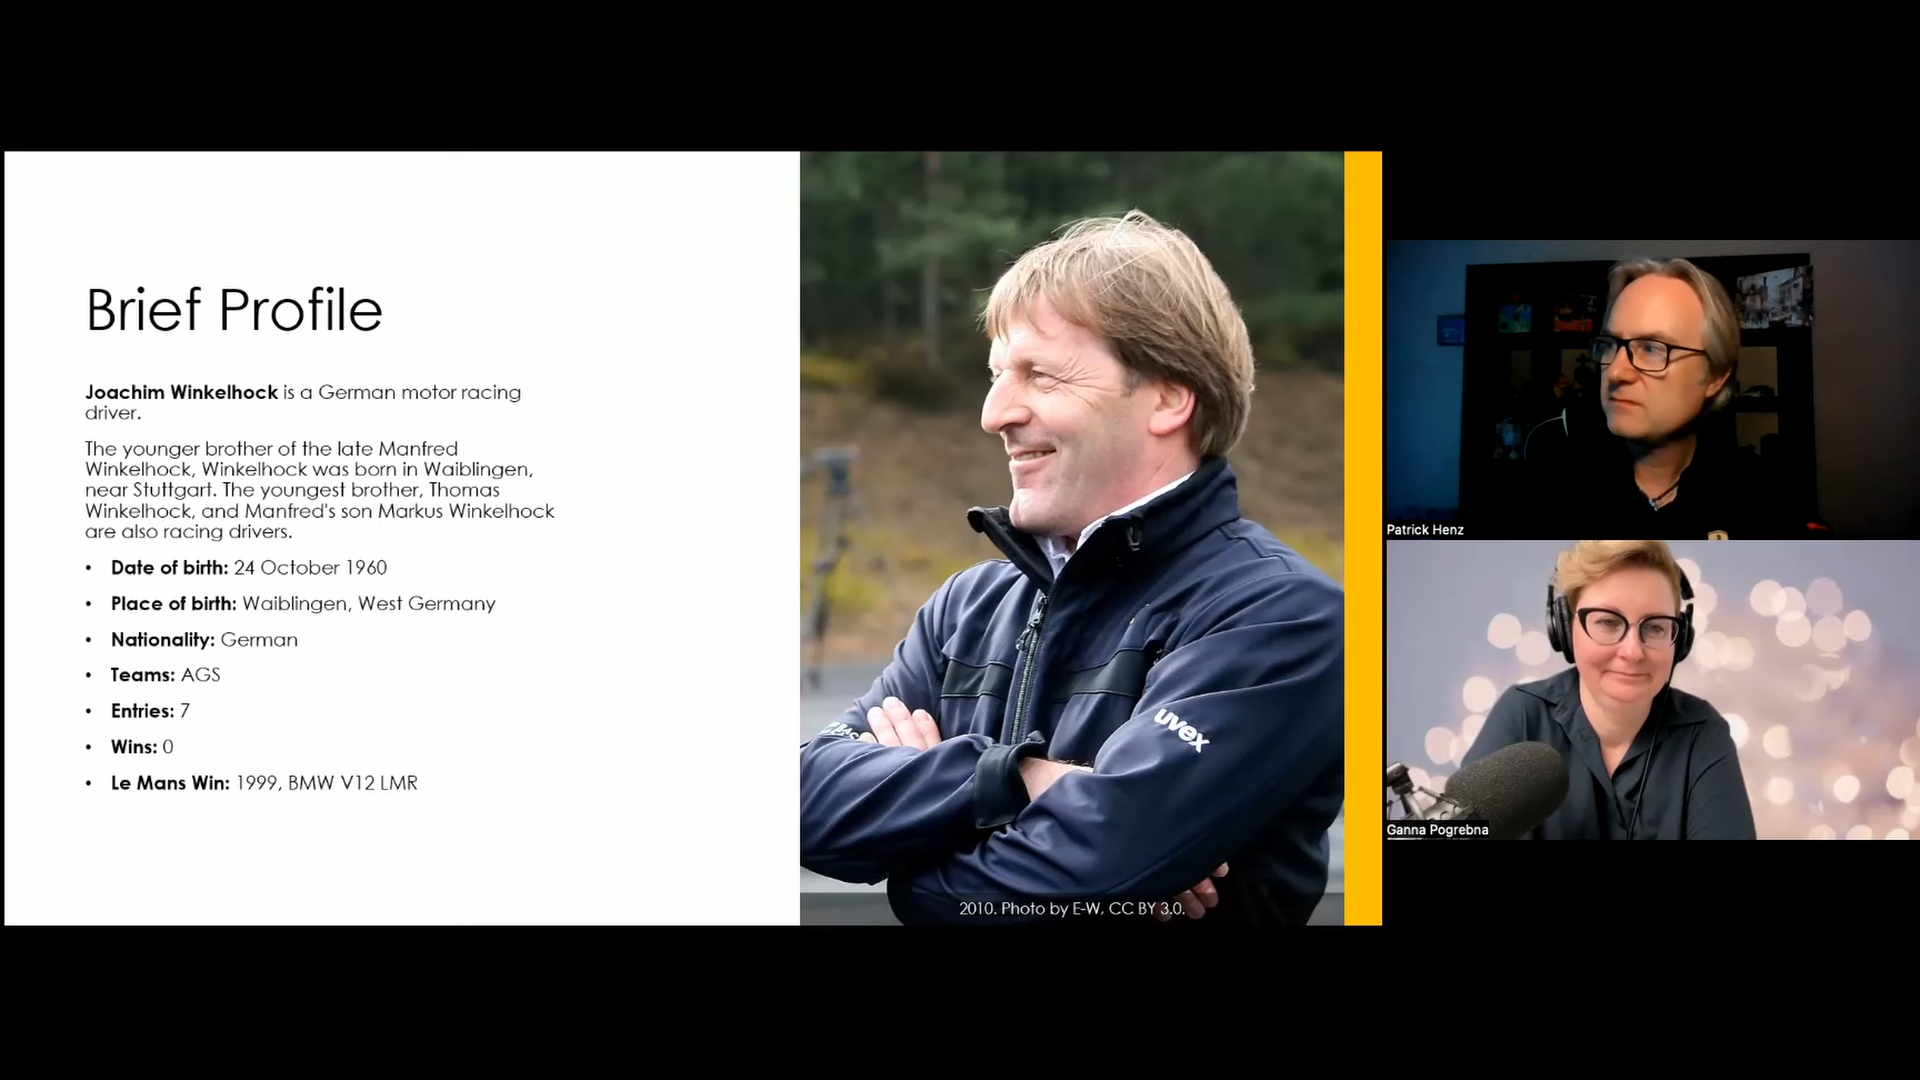 Brief Profile
Joachim Winkelhock is a German motor racing
driver.
The younger brother of the late Manfred
Winkelhock, Winkelhock was born in Waiblingen,
near Stuttgart. The youngest brother, Thomas
Winkelhock, and Manfred's son Markus Winkelhock
are also racing drivers.
• Date of birth: 24 October 1960
• Place of birth: Waiblingen, West Germany
• Nationality: German
• Teams: AGS
• Entries: 7
• Wins: 0
• Le Mans Win: 1999, BMW V12 LMR
uvex
2010. Photo by E-W, CC BY 3.0.
Patrick Henz
Ganna Pogrebna